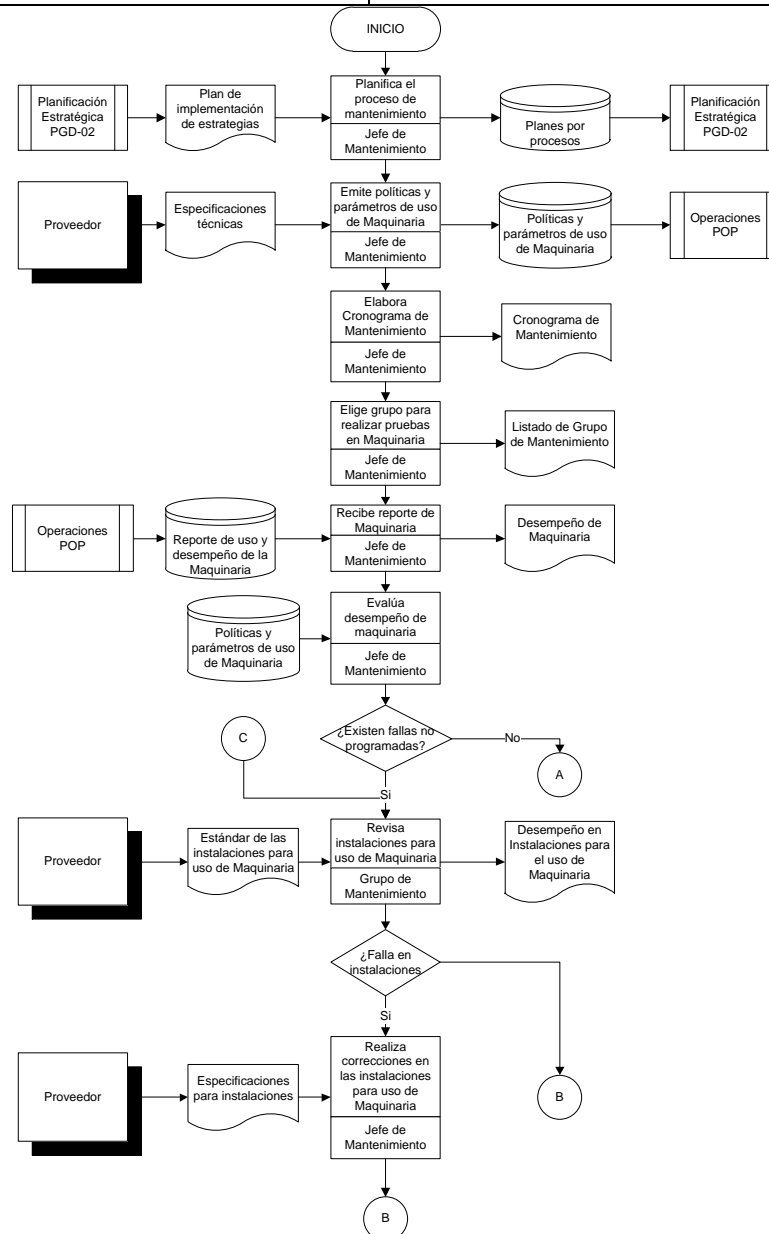 INICIO
Planificación
Estratégica
PGD-02
Plan de
implementación
de estrategias
Planifica el
proceso de
mantenimiento
Jefe de
Mantenimiento
Planes por
procesos
Planificación
Estratégica
PGD-02
Proveedor
Especificaciones
técnicas
Emite políticas y
parámetros de uso
de Maquinaria
Jefe de
Mantenimiento
Políticas y
parámetros de uso
de Maquinaria
Operaciones
POP
Elabora
Cronograma de
Mantenimiento
Jefe de
Mantenimiento
Cronograma de
Mantenimiento
Elige grupo para
realizar pruebas
en Maquinaria
Jefe de
Mantenimiento
Listado de Grupo
de Mantenimiento
Operaciones
POP
Reporte de uso y
desempeño de la
Maquinaria
Recibe reporte de
Maquinaria
Jefe de
Mantenimiento
Desempeño de
Maquinaria
Políticas y
parámetros de uso
de Maquinaria
Evalúa
desempeño de
maquinaria
Jefe de
Mantenimiento
¿Existen fallas no
programadas?
No
A
C
Si
Proveedor
Estándar de las
instalaciones para
uso de Maquinaria
Revisa
instalaciones para
uso de Maquinaria
Grupo de
Mantenimiento
Desempeño en
Instalaciones para
el uso de
Maquinaria
¿Falla en
instalaciones
Si
B
Proveedor
Especificaciones
para instalaciones
Realiza
correcciones en
las instalaciones
para uso de
Maquinaria
Jefe de
Mantenimiento
B